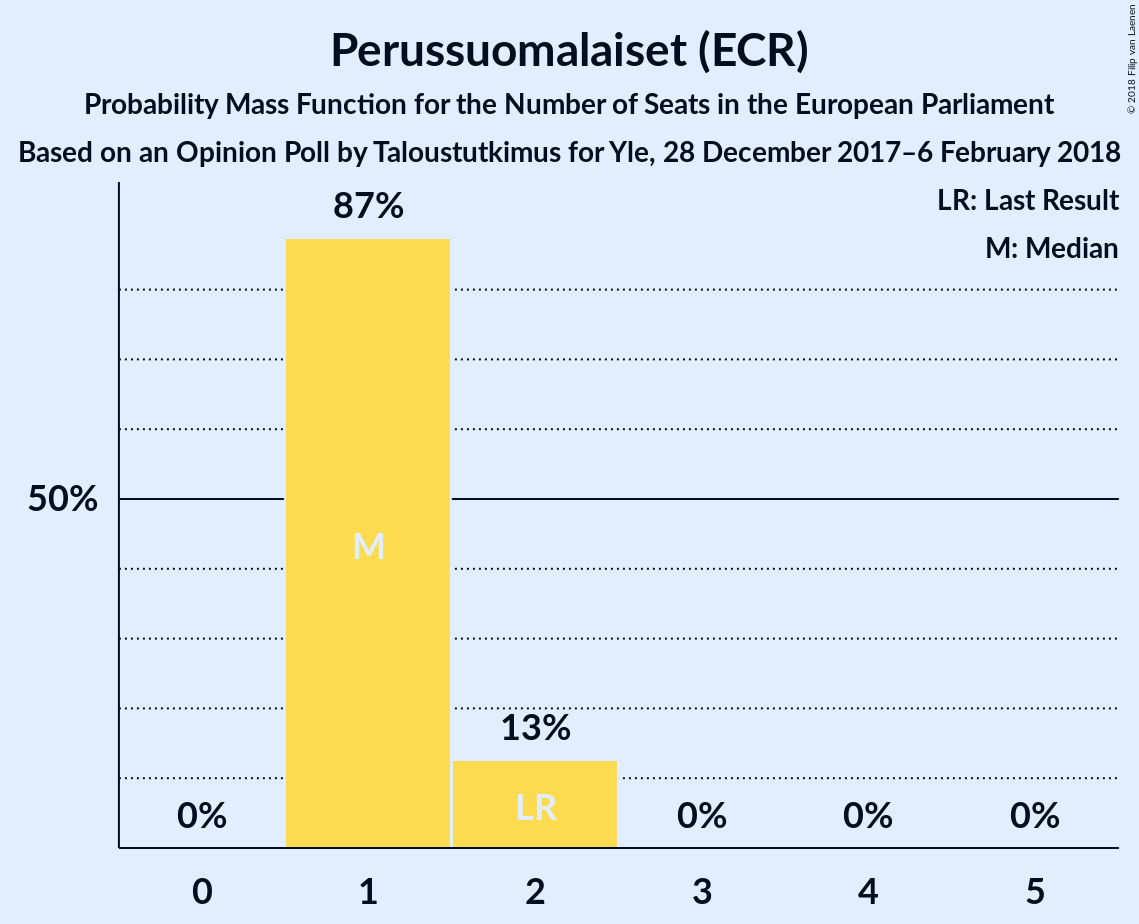 Perussuomalaiset (ECR)
Probability Mass Function for the Number of Seats in the European Parliament
Based on an Opinion Poll by Taloustutkimus for Yle, 28 December 2017–6 February 2018
© 2018 Filip van Laenen
LR: Last Result
M: Median
87%
50%
M
13%
LR
0%
0%
0%
0%
0
1
2
3
4
5